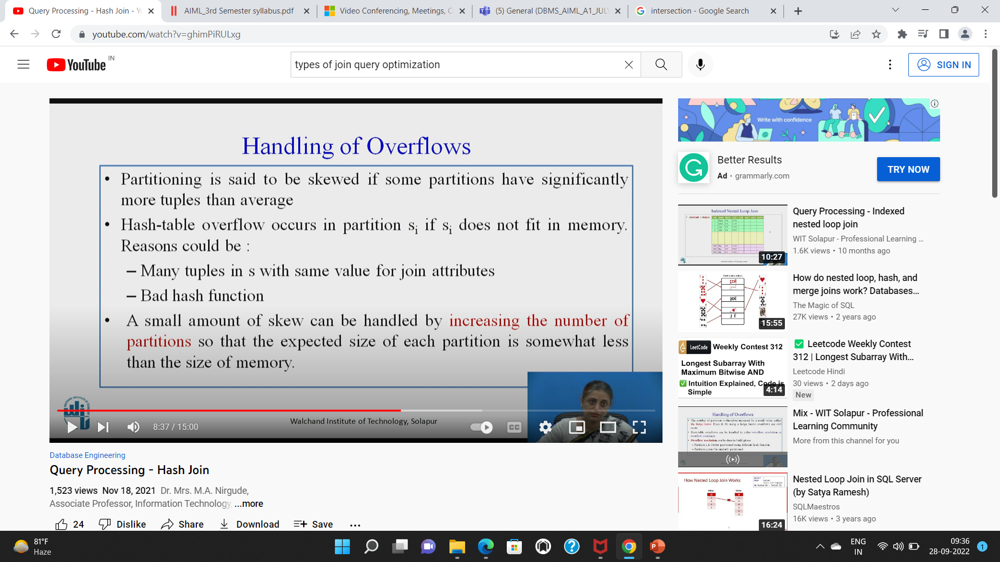 Query Processing - Hash Join - Yo
AIML_3rd Semester syllabus.pdf
Video Conferencing, Meetings, Ca
(5) General (DBMS_AIML_A1_JULY
intersection - Google Search
youtube.com/watch?v=ghimPiRULxg
YouTube IN
types of join query optimization
SIGN IN
Handling of Overflows
• Partitioning is said to be skewed if some partitions have significantly
more tuples than average
• Hash-table overflow occurs in partition si if si does not fit in memory.
Reasons could be :
– Many tuples in s with same value for join attributes
– Bad hash function
• A small amount of skew can be handled by increasing the number of
partitions so that the expected size of each partition is somewhat less
than the size of memory.
Walchand Institute of Technology, Solapur
8:37 / 15:00
CC
Database Engineering
Query Processing - Hash Join
1,523 views Nov 18, 2021 Dr. Mrs. M.A. Nirgude,
Associate Professor, Information Technology, ...more
24
Dislike
Share
Download
Save
Write with confidence
Better Results
Ad · grammarly.com
TRY NOW
Indexed Nested Loop Join
10:27
Query Processing - Indexed
nested loop join
WIT Solapur - Professional Learning ...
1.6K views • 10 months ago
15:55
How do nested loop, hash, and
merge joins work? Databases...
The Magic of SQL
27K views • 2 years ago
LeetCode Weekly Contest 312
Longest Subarray With
Maximum Bitwise AND
✅ Intuition Explained, Code is
Simple
4:14
✅ Leetcode Weekly Contest
312 | Longest Subarray With...
Leetcode Hindi
30 views • 2 days ago
New
Handling of Overflows
Mix - WIT Solapur - Professional
Learning Community
More from this channel for you
How Nested Loop Join Works
16:24
Nested Loop Join in SQL Server
(by Satya Ramesh)
SQLMaestros
16K views • 3 years ago
81°F
Haze
ENG
IN
09:36
28-09-2022
1